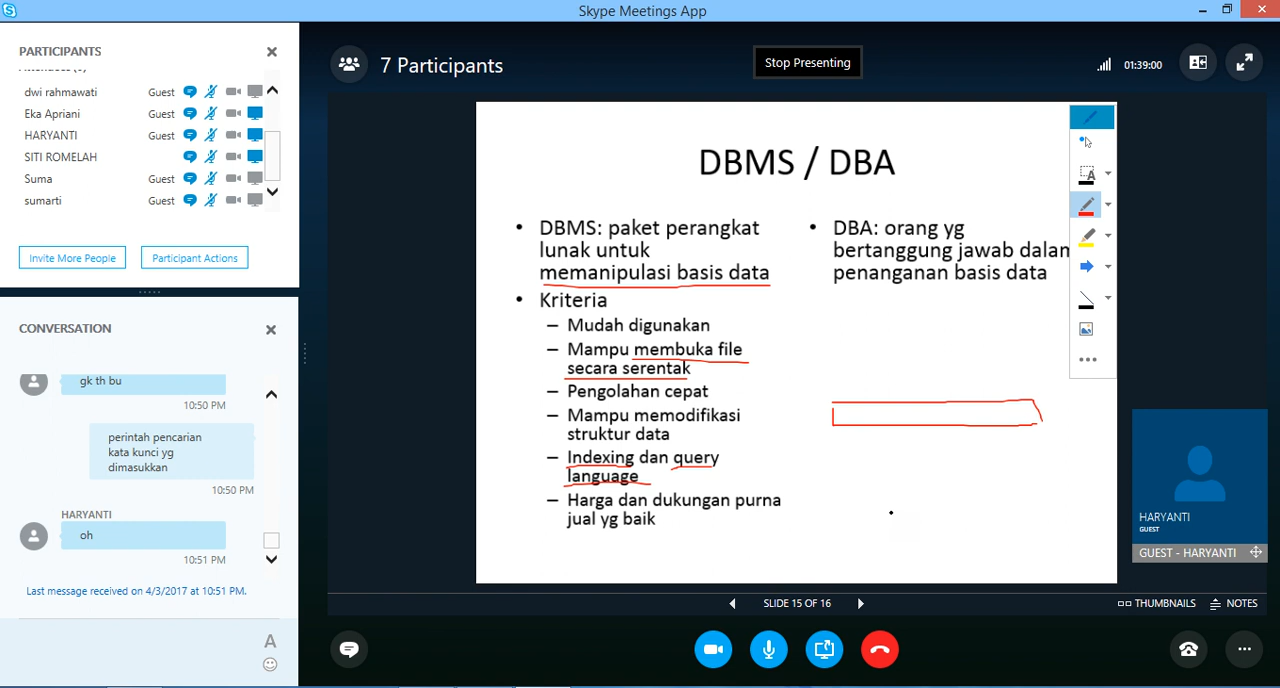 Skype Meetings App
PARTICIPANTS
dwi rahmawati Guest
Eka Apriani Guest
HARYANTI Guest
SITI ROMELAH
Suma Guest
sumarti Guest
Invite More People
Participant Actions
CONVERSATION
gk th bu
10:50 PM
perintah pencarian
kata kunci yg
dimasukkan
10:50 PM
HARYANTI
oh
10:51 PM
Last message received on 4/3/2017 at 10:51 PM.
A
7 Participants
Stop Presenting
01:39:00
DBMS / DBA
• DBMS: paket perangkat
lunak untuk
memanipulasi basis data
• Kriteria
– Mudah digunakan
– Mampu membuka file
secara serentak
– Pengolahan cepat
– Mampu memodifikasi
struktur data
– Indexing dan query
language
– Harga dan dukungan purna
jual yg baik
• DBA: orang yg
bertanggung jawab dalam
penanganan basis data
A
HARYANTI
GUEST
GUEST - HARYANTI
SLIDE 15 OF 16
THUMBNAILS
NOTES